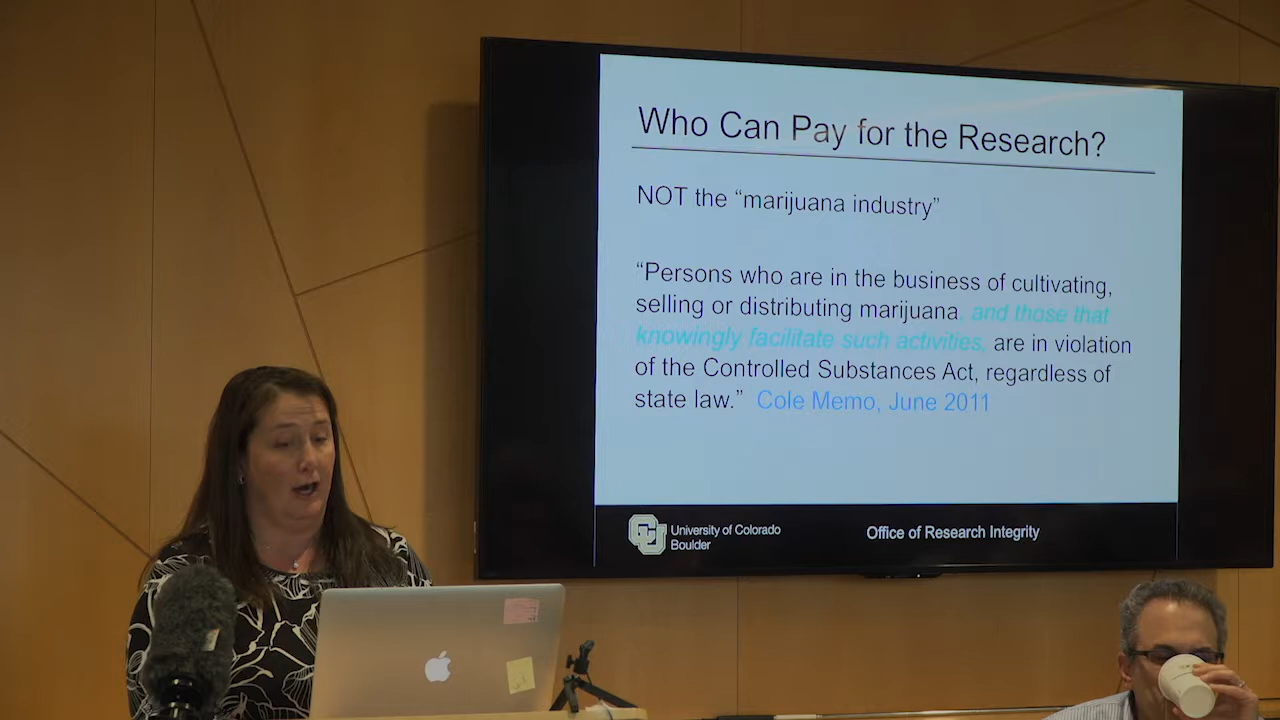 Who Can Pay for the Research?
NOT the “marijuana industry”
“Persons who are in the business of cultivating,
selling or distributing marijuana, and those that
knowingly facilitate such activities, are in violation
of the Controlled Substances Act, regardless of
state law.” Cole Memo, June 2011
CU
University of Colorado
Boulder
Office of Research Integrity